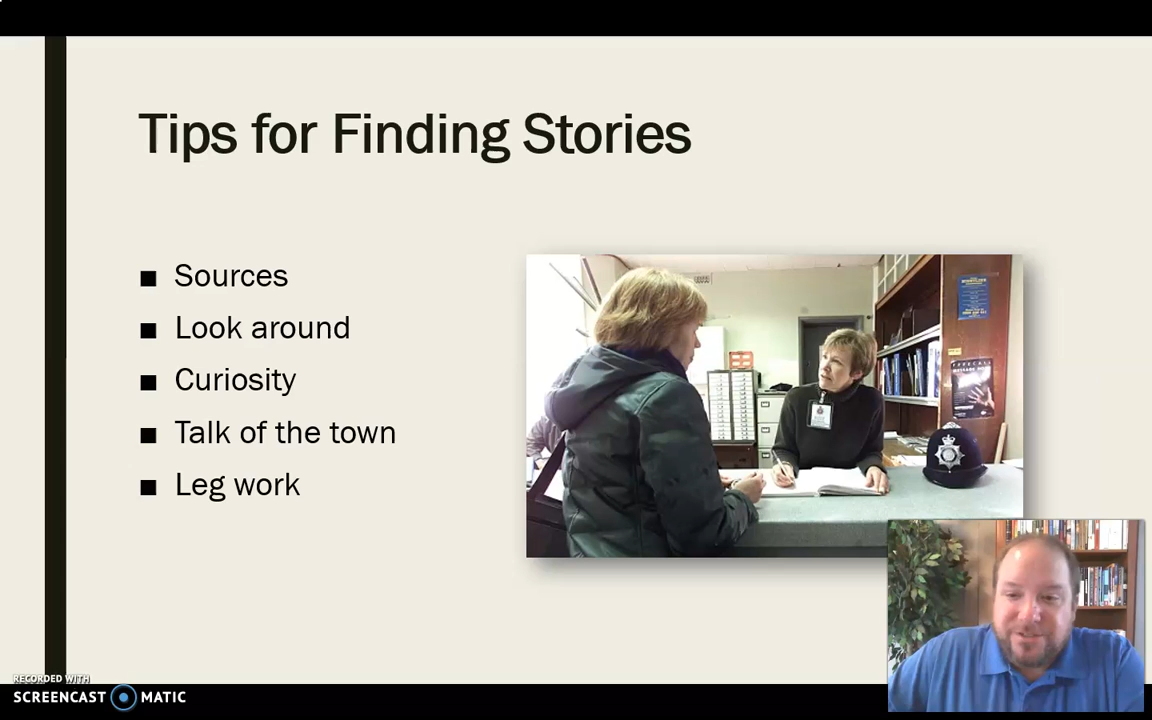 Tips for Finding Stories
■ Sources
■ Look around
■ Curiosity
■ Talk of the town
■ Leg work
RECORDED WITH
SCREENCAST MATIC